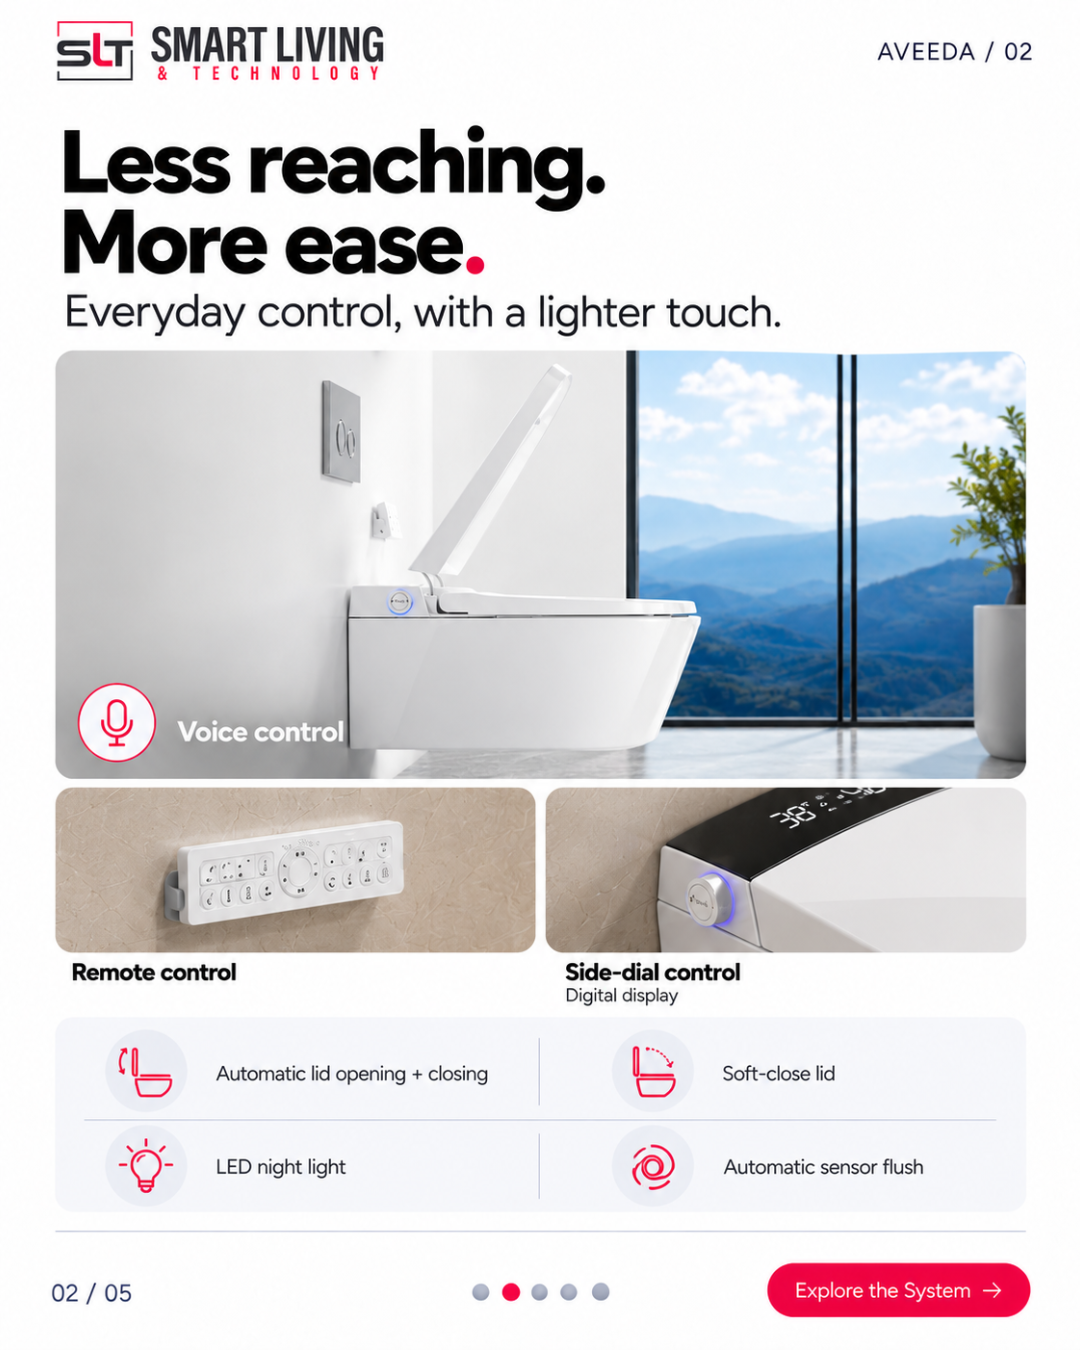 SLT SMART LIVING
& TECHNOLOGY
AVEEDA / 02
Less reaching.
More ease.
Everyday control, with a lighter touch.
Voice control
38°
Remote control
Side-dial control
Digital display
Automatic lid opening + closing
Soft-close lid
LED night light
Automatic sensor flush
02 / 05
Explore the System →